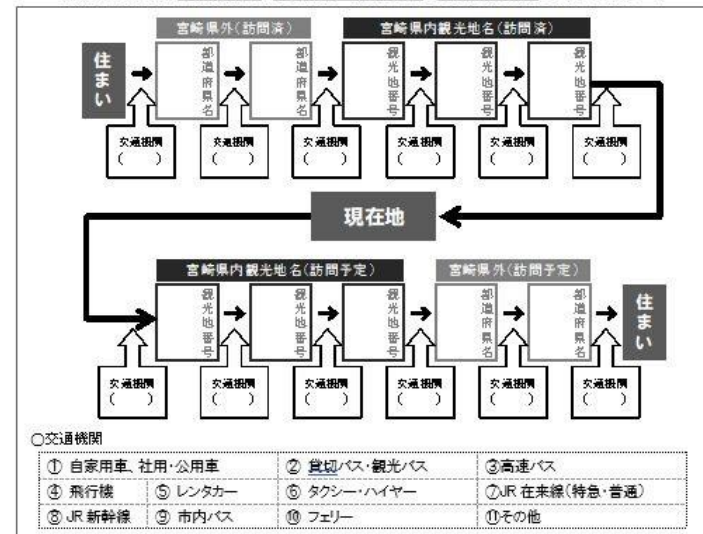 宮崎県外(訪問済) 宮崎県内観光地名(訪問済)
住まい
都道府県名 都道府県名 観光地番号 観光地番号 観光地番号
交通機関 交通機関 交通機関 交通機関 交通機関 交通機関
(　) (　) (　) (　) (　) (　)
現在地
宮崎県内観光地名(訪問予定) 宮崎県外(訪問予定)
観光地番号 観光地番号 観光地番号 都道府県名 都道府県名
住まい
交通機関 交通機関 交通機関 交通機関 交通機関 交通機関
(　) (　) (　) (　) (　) (　)
○交通機関
① 自家用車、社用・公用車 ② 貸切バス・観光バス ③高速バス
④ 飛行機 ⑤ レンタカー ⑥ タクシー・ハイヤー ⑦JR 在来線(特急・普通)
⑧ JR 新幹線 ⑨ 市内バス ⑩ フェリー ⑪その他